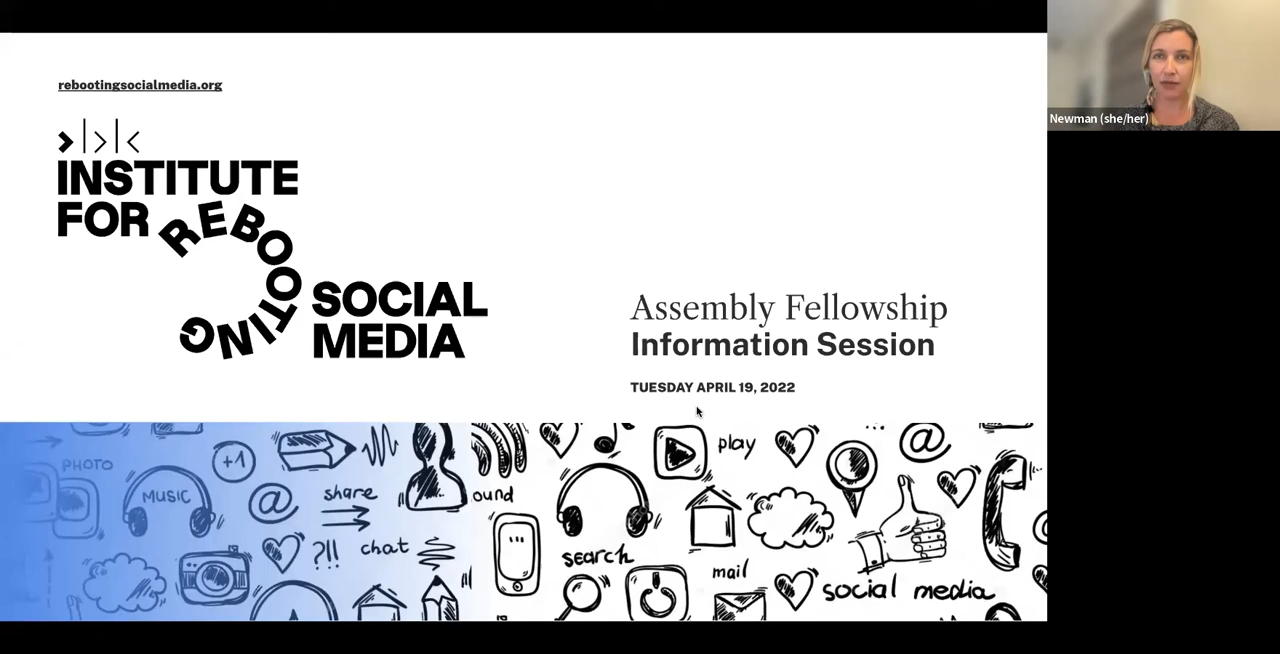 rebootingsocialmedia.org
INSTITUTE
FOR REBOOTING
SOCIAL
MEDIA
Assembly Fellowship
Information Session
TUESDAY APRIL 19, 2022
Newman (she/her)
PHOTO
MUSIC
+1
@
share
?!!
chat
ound
play
@
search
mail
social media